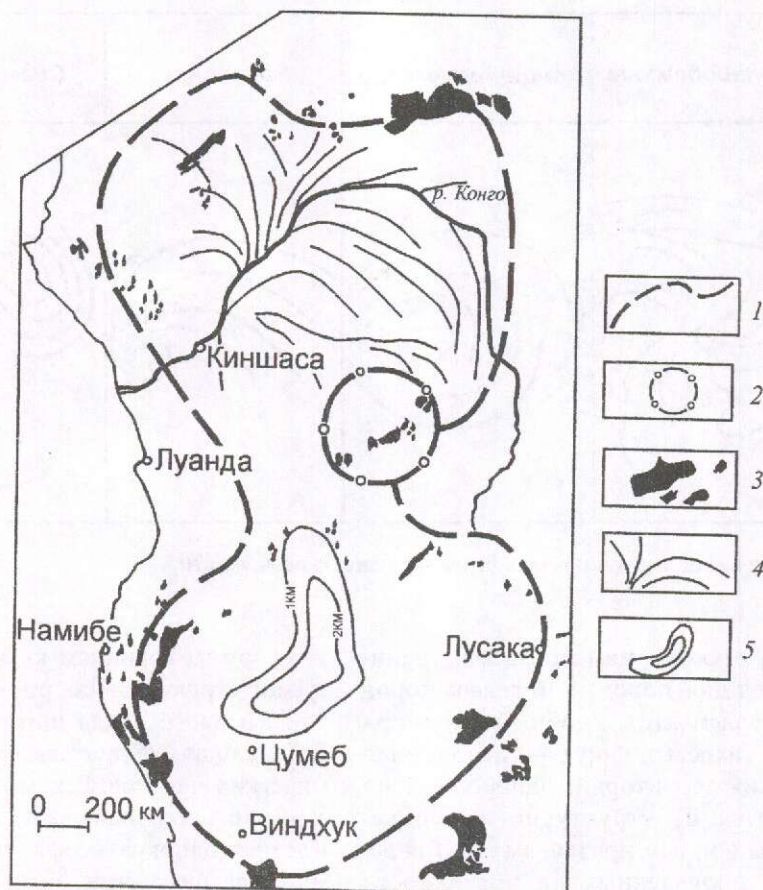 р. Конго
Киншаса
Луанда
Намибе
Лусака
Цумеб
Виндхук
1км
2км
0 200 км
1
2
3
4
5